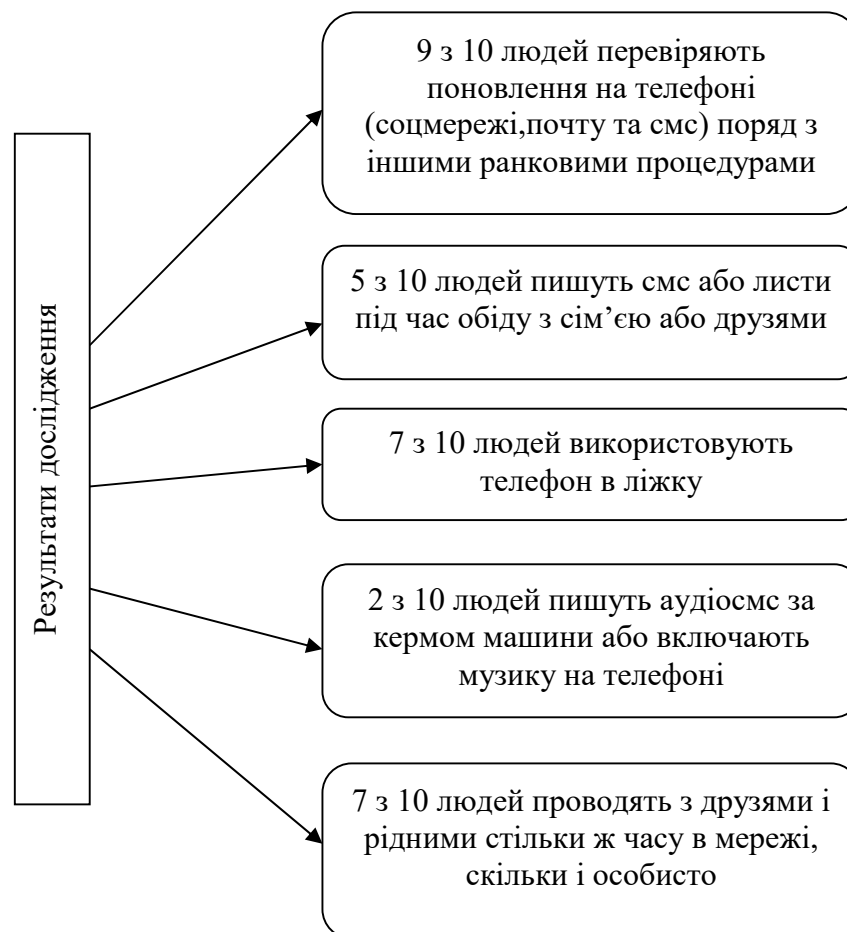 Результати дослідження
9 з 10 людей перевіряють
поновлення на телефоні
(соцмережі,почту та смс) поряд з
іншими ранковими процедурами
5 з 10 людей пишуть смс або листи
під час обіду з сім’єю або друзями
7 з 10 людей використовують
телефон в ліжку
2 з 10 людей пишуть аудіосмс за
кермом машини або включають
музику на телефоні
7 з 10 людей проводять з друзями і
рідними стільки ж часу в мережі,
скільки і особисто